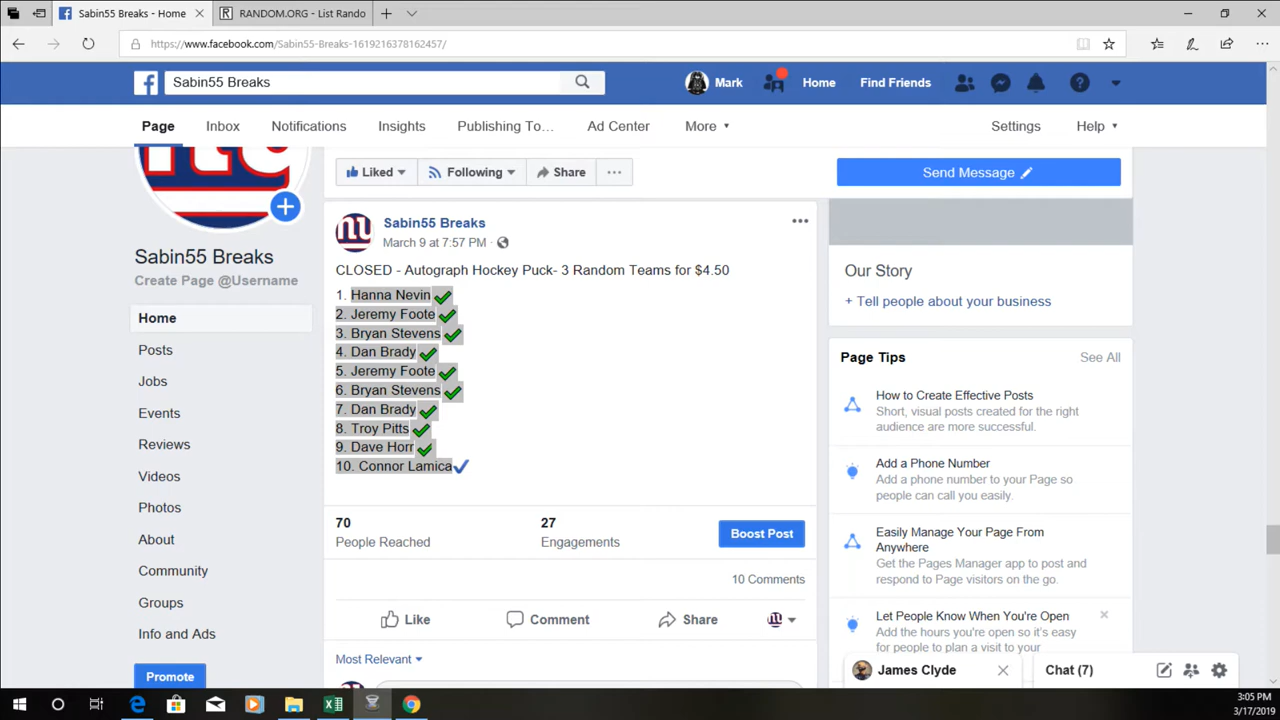 Sabin55 Breaks - Home
RANDOM.ORG - List Rando
https://www.facebook.com/Sabin55-Breaks-1619216378162457/
Sabin55 Breaks
Mark
Home
Find Friends
Page
Inbox
Notifications
Insights
Publishing To...
Ad Center
More
Settings
Help
Liked
Following
Share
Send Message
Sabin55 Breaks
Create Page @Username
Home
Posts
Jobs
Events
Reviews
Videos
Photos
About
Community
Groups
Info and Ads
Promote
Sabin55 Breaks
March 9 at 7:57 PM
CLOSED - Autograph Hockey Puck- 3 Random Teams for $4.50
1. Hanna Nevin
2. Jeremy Foote
3. Bryan Stevens
4. Dan Brady
5. Jeremy Foote
6. Bryan Stevens
7. Dan Brady
8. Troy Pitts
9. Dave Horr
10. Connor Lamica
70
People Reached
27
Engagements
Boost Post
10 Comments
Like
Comment
Share
Most Relevant
Our Story
+ Tell people about your business
Page Tips
See All
How to Create Effective Posts
Short, visual posts created for the right
audience are more successful.
Add a Phone Number
Add a phone number to your Page so
people can call you easily.
Easily Manage Your Page From
Anywhere
Get the Pages Manager app to post and
respond to Page visitors on the go.
Let People Know When You're Open
Add the hours you're open so it's easy
for people to plan a visit to your
James Clyde
Chat (7)
3:05 PM
3/17/2019